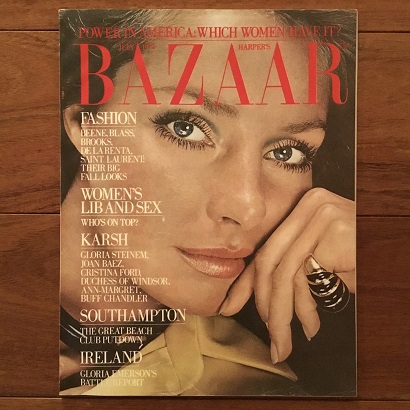 POWER IN AMERICA: WHICH WOMEN HAVE IT?
HARPER'S
BAZAAR
FASHION
BEENE, BLASS,
BROOKS,
DE LA RENTA,
SAINT LAURENT:
THEIR BIG
FALL LOOKS
WOMEN'S
LIB AND SEX
WHO'S ON TOP?
KARSH
GLORIA STEINEM,
JOAN BAEZ,
CRISTINA FORD,
DUCHESS OF WINDSOR,
ANN-MARGRET,
BUFF CHANDLER
SOUTHAMPTON
THE GREAT BEACH
CLUB PUTDOWN
IRELAND
GLORIA EMERSON'S
BATTLE REPORT